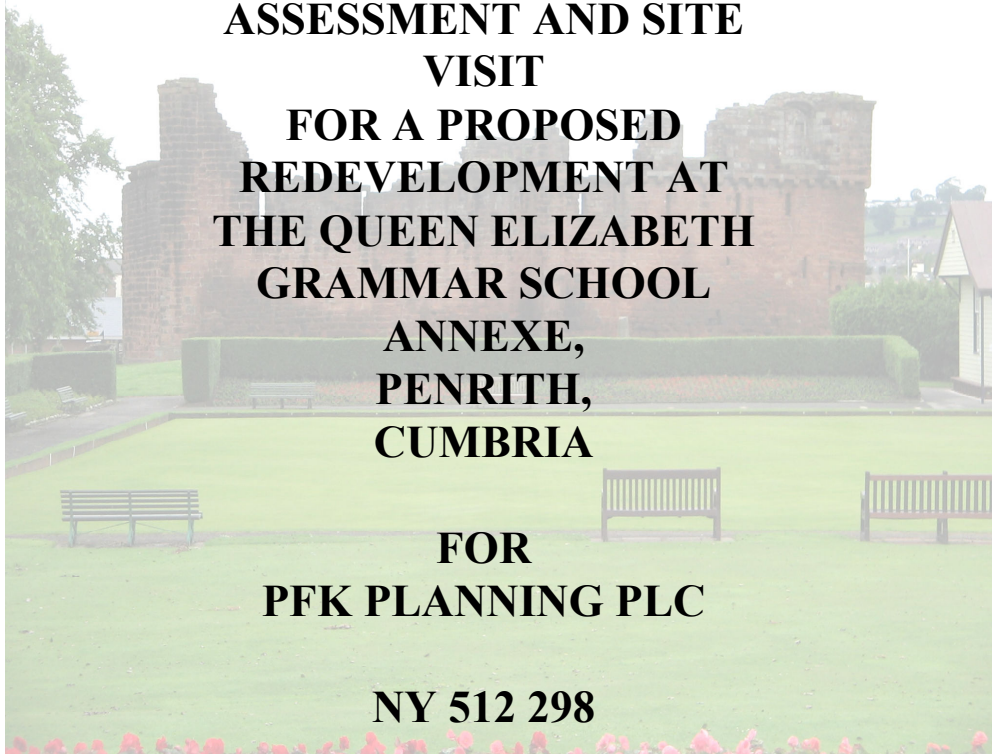 ASSESSMENT AND SITE
VISIT
FOR A PROPOSED
REDEVELOPMENT AT
THE QUEEN ELIZABETH
GRAMMAR SCHOOL
ANNEXE,
PENRITH,
CUMBRIA
FOR
PFK PLANNING PLC
NY 512 298